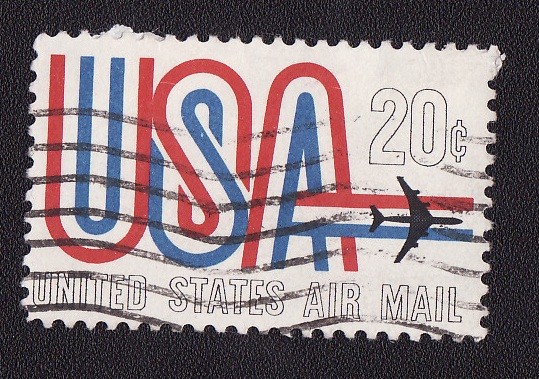 USA
20¢
UNITED STATES AIR MAIL